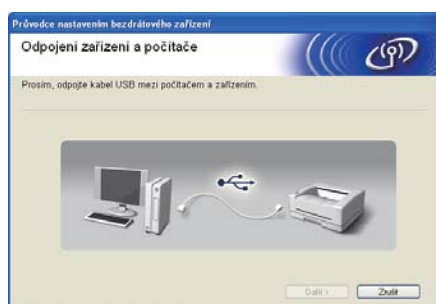 Průvodce nastavením bezdrátového zařízení
Odpojení zařízení a počítače
Prosím, odpojte kabel USB mezi počítačem a zařízením.
Další >
Zrušit